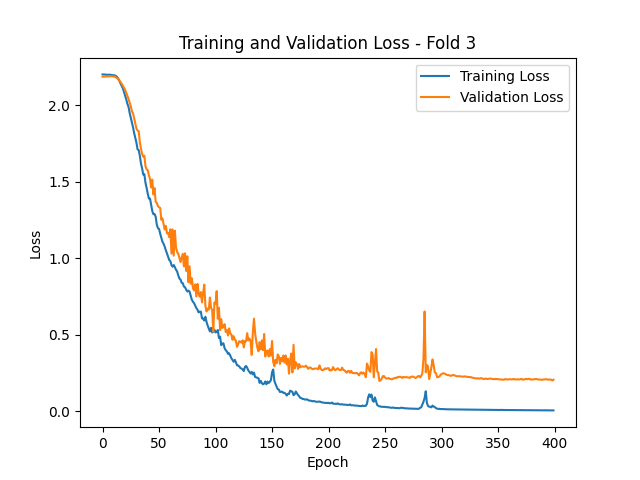 Training and Validation Loss - Fold 3
Training Loss
Validation Loss
2.0
1.5
1.0
0.5
0.0
Loss
0 50 100 150 200 250 300 350 400
Epoch